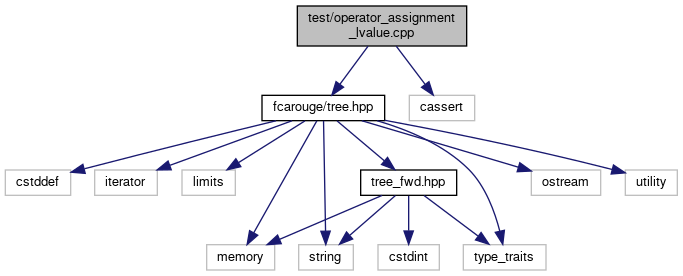 test/operator_assignment
_lvalue.cpp
fcarouge/tree.hpp
cassert
cstddef
iterator
limits
tree_fwd.hpp
ostream
utility
memory
string
cstdint
type_traits